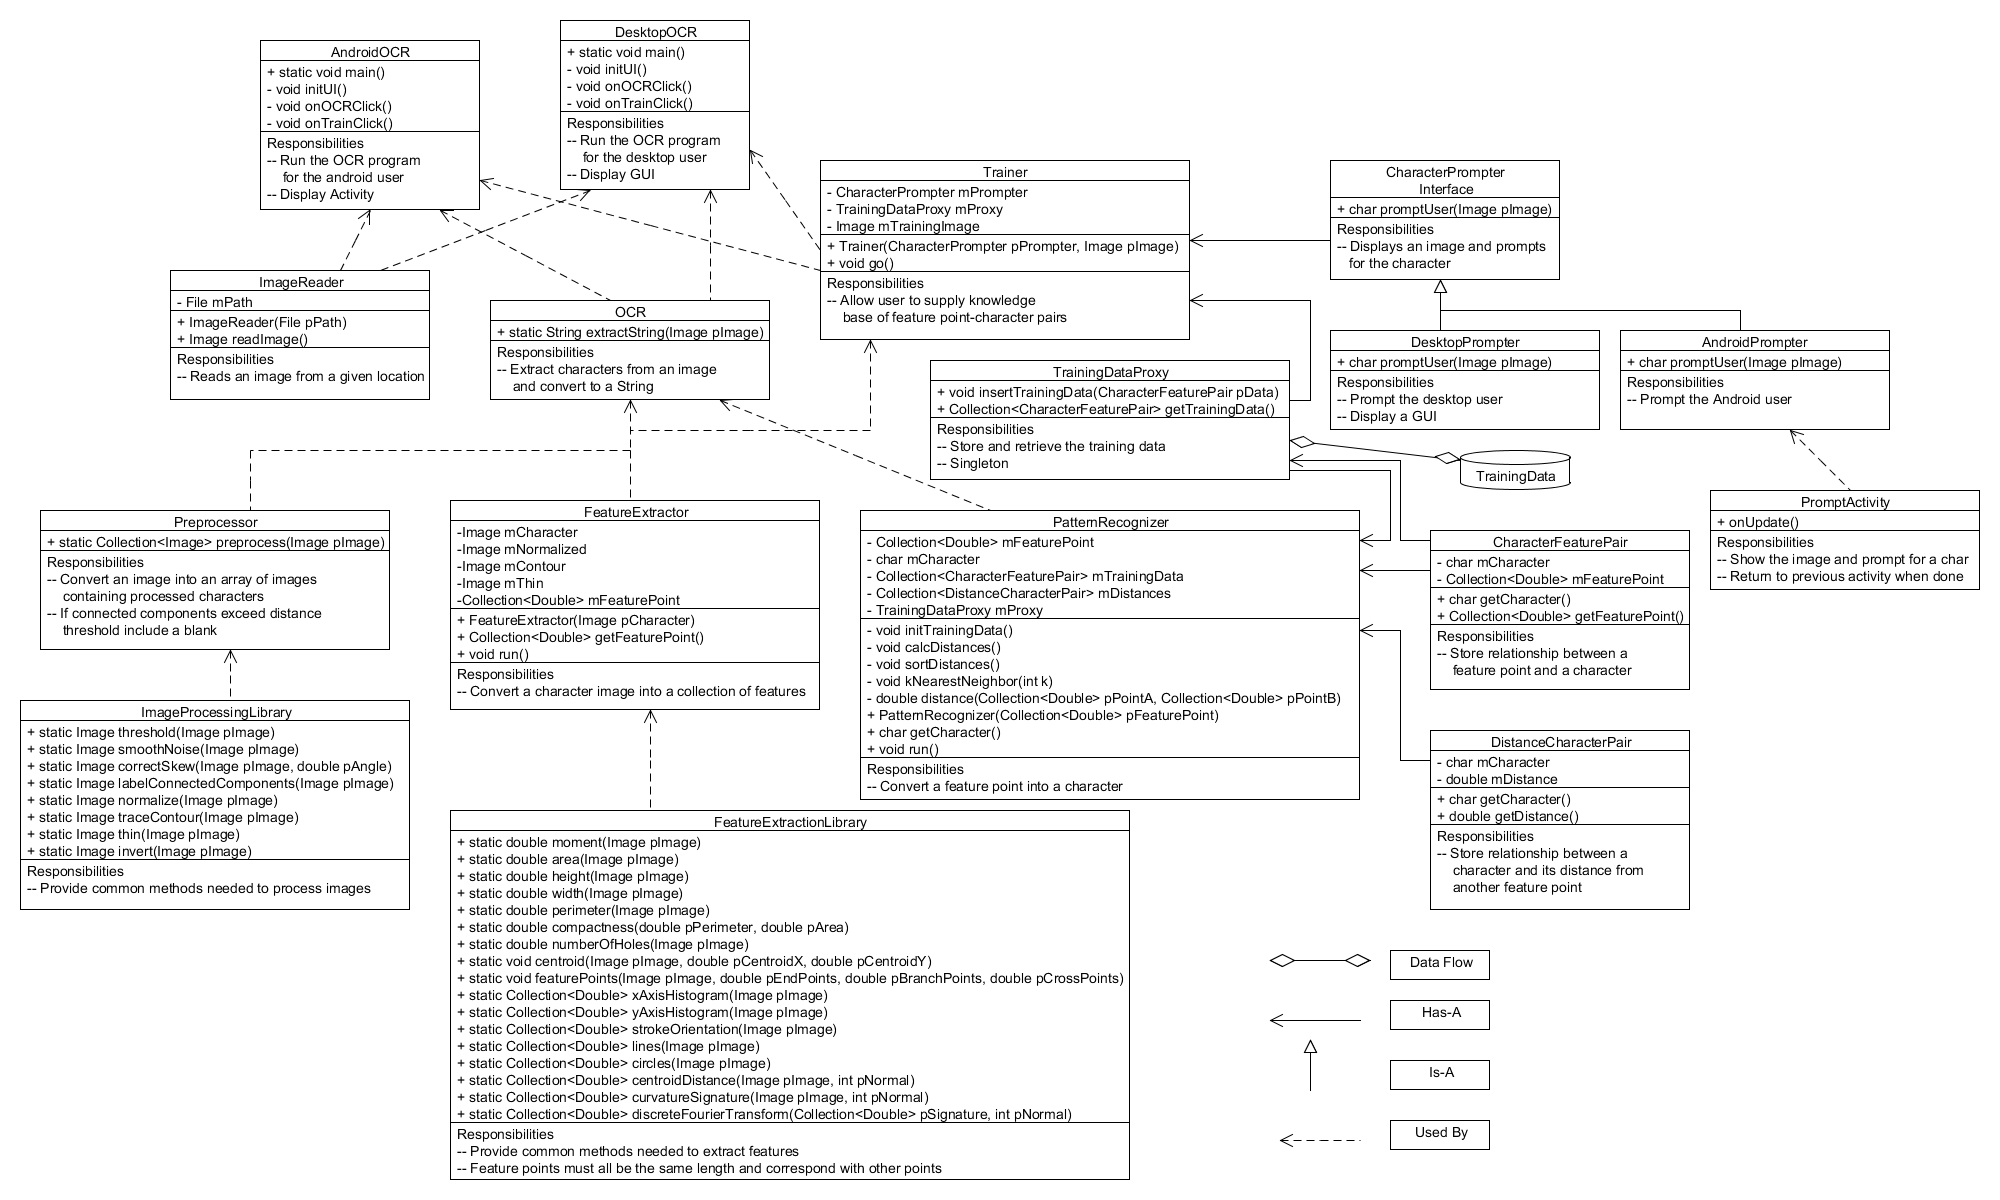 AndroidOCR
+ static void main()
- void initUI()
- void onOCRClick()
- void onTrainClick()
Responsibilities
-- Run the OCR program
for the android user
-- Display Activity
DesktopOCR
+ static void main()
- void initUI()
- void onOCRClick()
- void onTrainClick()
Responsibilities
-- Run the OCR program
for the desktop user
-- Display GUI
Trainer
- CharacterPrompter mPrompter
- TrainingDataProxy mProxy
- Image mTrainingImage
+ Trainer(CharacterPrompter pPrompter, Image pImage)
+ void go()
Responsibilities
-- Allow user to supply knowledge
base of feature point-character pairs
CharacterPrompter
Interface
+ char promptUser(Image pImage)
Responsibilities
-- Displays an image and prompts
for the character
ImageReader
- File mPath
+ ImageReader(File pPath)
+ Image readImage()
Responsibilities
-- Reads an image from a given location
OCR
+ static String extractString(Image pImage)
Responsibilities
-- Extract characters from an image
and convert to a String
TrainingDataProxy
+ void insertTrainingData(CharacterFeaturePair pData)
+ Collection<CharacterFeaturePair> getTrainingData()
Responsibilities
-- Store and retrieve the training data
-- Singleton
DesktopPrompter
+ char promptUser(Image pImage)
Responsibilities
-- Prompt the desktop user
-- Display a GUI
AndroidPrompter
+ char promptUser(Image pImage)
Responsibilities
-- Prompt the Android user
TrainingData
PromptActivity
+ onUpdate()
Responsibilities
-- Show the image and prompt for a char
-- Return to previous activity when done
Preprocessor
+ static Collection<Image> preprocess(Image pImage)
Responsibilities
-- Convert an image into an array of images
containing processed characters
-- If connected components exceed distance
threshold include a blank
FeatureExtractor
-Image mCharacter
-Image mNormalized
-Image mContour
-Image mThin
-Collection<Double> mFeaturePoint
+ FeatureExtractor(Image pCharacter)
+ Collection<Double> getFeaturePoint()
+ void run()
Responsibilities
-- Convert a character image into a collection of features
PatternRecognizer
- Collection<Double> mFeaturePoint
- char mCharacter
- Collection<CharacterFeaturePair> mTrainingData
- Collection<DistanceCharacterPair> mDistances
- TrainingDataProxy mProxy
- void initTrainingData()
- void calcDistances()
- void sortDistances()
- void kNearestNeighbor(int k)
- double distance(Collection<Double> pPointA, Collection<Double> pPointB)
+ PatternRecognizer(Collection<Double> pFeaturePoint)
+ char getCharacter()
+ void run()
Responsibilities
-- Convert a feature point into a character
CharacterFeaturePair
- char mCharacter
- Collection<Double> mFeaturePoint
+ char getCharacter()
+ Collection<Double> getFeaturePoint()
Responsibilities
-- Store relationship between a
feature point and a character
ImageProcessingLibrary
+ static Image threshold(Image pImage)
+ static Image smoothNoise(Image pImage)
+ static Image correctSkew(Image pImage, double pAngle)
+ static Image labelConnectedComponents(Image pImage)
+ static Image normalize(Image pImage)
+ static Image traceContour(Image pImage)
+ static Image thin(Image pImage)
+ static Image invert(Image pImage)
Responsibilities
-- Provide common methods needed to process images
DistanceCharacterPair
- char mCharacter
- double mDistance
+ char getCharacter()
+ double getDistance()
Responsibilities
-- Store relationship between a
character and its distance from
another feature point
FeatureExtractionLibrary
+ static double moment(Image pImage)
+ static double area(Image pImage)
+ static double height(Image pImage)
+ static double width(Image pImage)
+ static double perimeter(Image pImage)
+ static double compactness(double pPerimeter, double pArea)
+ static double numberOfHoles(Image pImage)
+ static void centroid(Image pImage, double pCentroidX, double pCentroidY)
+ static void featurePoints(Image pImage, double pEndPoints, double pBranchPoints, double pCrossPoints)
+ static Collection<Double> xAxisHistogram(Image pImage)
+ static Collection<Double> yAxisHistogram(Image pImage)
+ static Collection<Double> strokeOrientation(Image pImage)
+ static Collection<Double> lines(Image pImage)
+ static Collection<Double> circles(Image pImage)
+ static Collection<Double> centroidDistance(Image pImage, int pNormal)
+ static Collection<Double> curvatureSignature(Image pImage, int pNormal)
+ static Collection<Double> discreteFourierTransform(Collection<Double> pSignature, int pNormal)
Responsibilities
-- Provide common methods needed to extract features
-- Feature points must all be the same length and correspond with other points
Data Flow
Has-A
Is-A
Used By